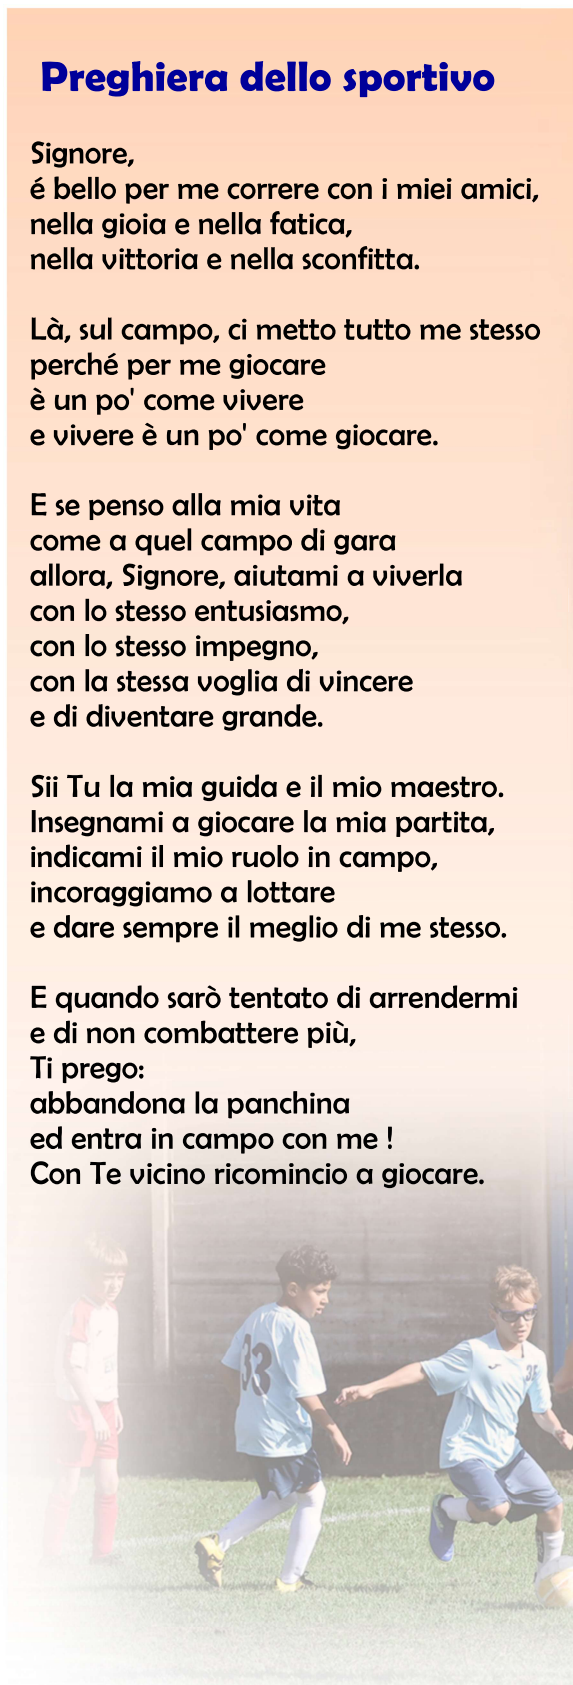 Preghiera dello sportivo
Signore,
é bello per me correre con i miei amici,
nella gioia e nella fatica,
nella vittoria e nella sconfitta.
Là, sul campo, ci metto tutto me stesso
perché per me giocare
è un po' come vivere
e vivere è un po' come giocare.
E se penso alla mia vita
come a quel campo di gara
allora, Signore, aiutami a viverla
con lo stesso entusiasmo,
con lo stesso impegno,
con la stessa voglia di vincere
e di diventare grande.
Sii Tu la mia guida e il mio maestro.
Insegnami a giocare la mia partita,
indicami il mio ruolo in campo,
incoraggiamo a lottare
e dare sempre il meglio di me stesso.
E quando sarò tentato di arrendermi
e di non combattere più,
Ti prego:
abbandona la panchina
ed entra in campo con me !
Con Te vicino ricomincio a giocare.
33